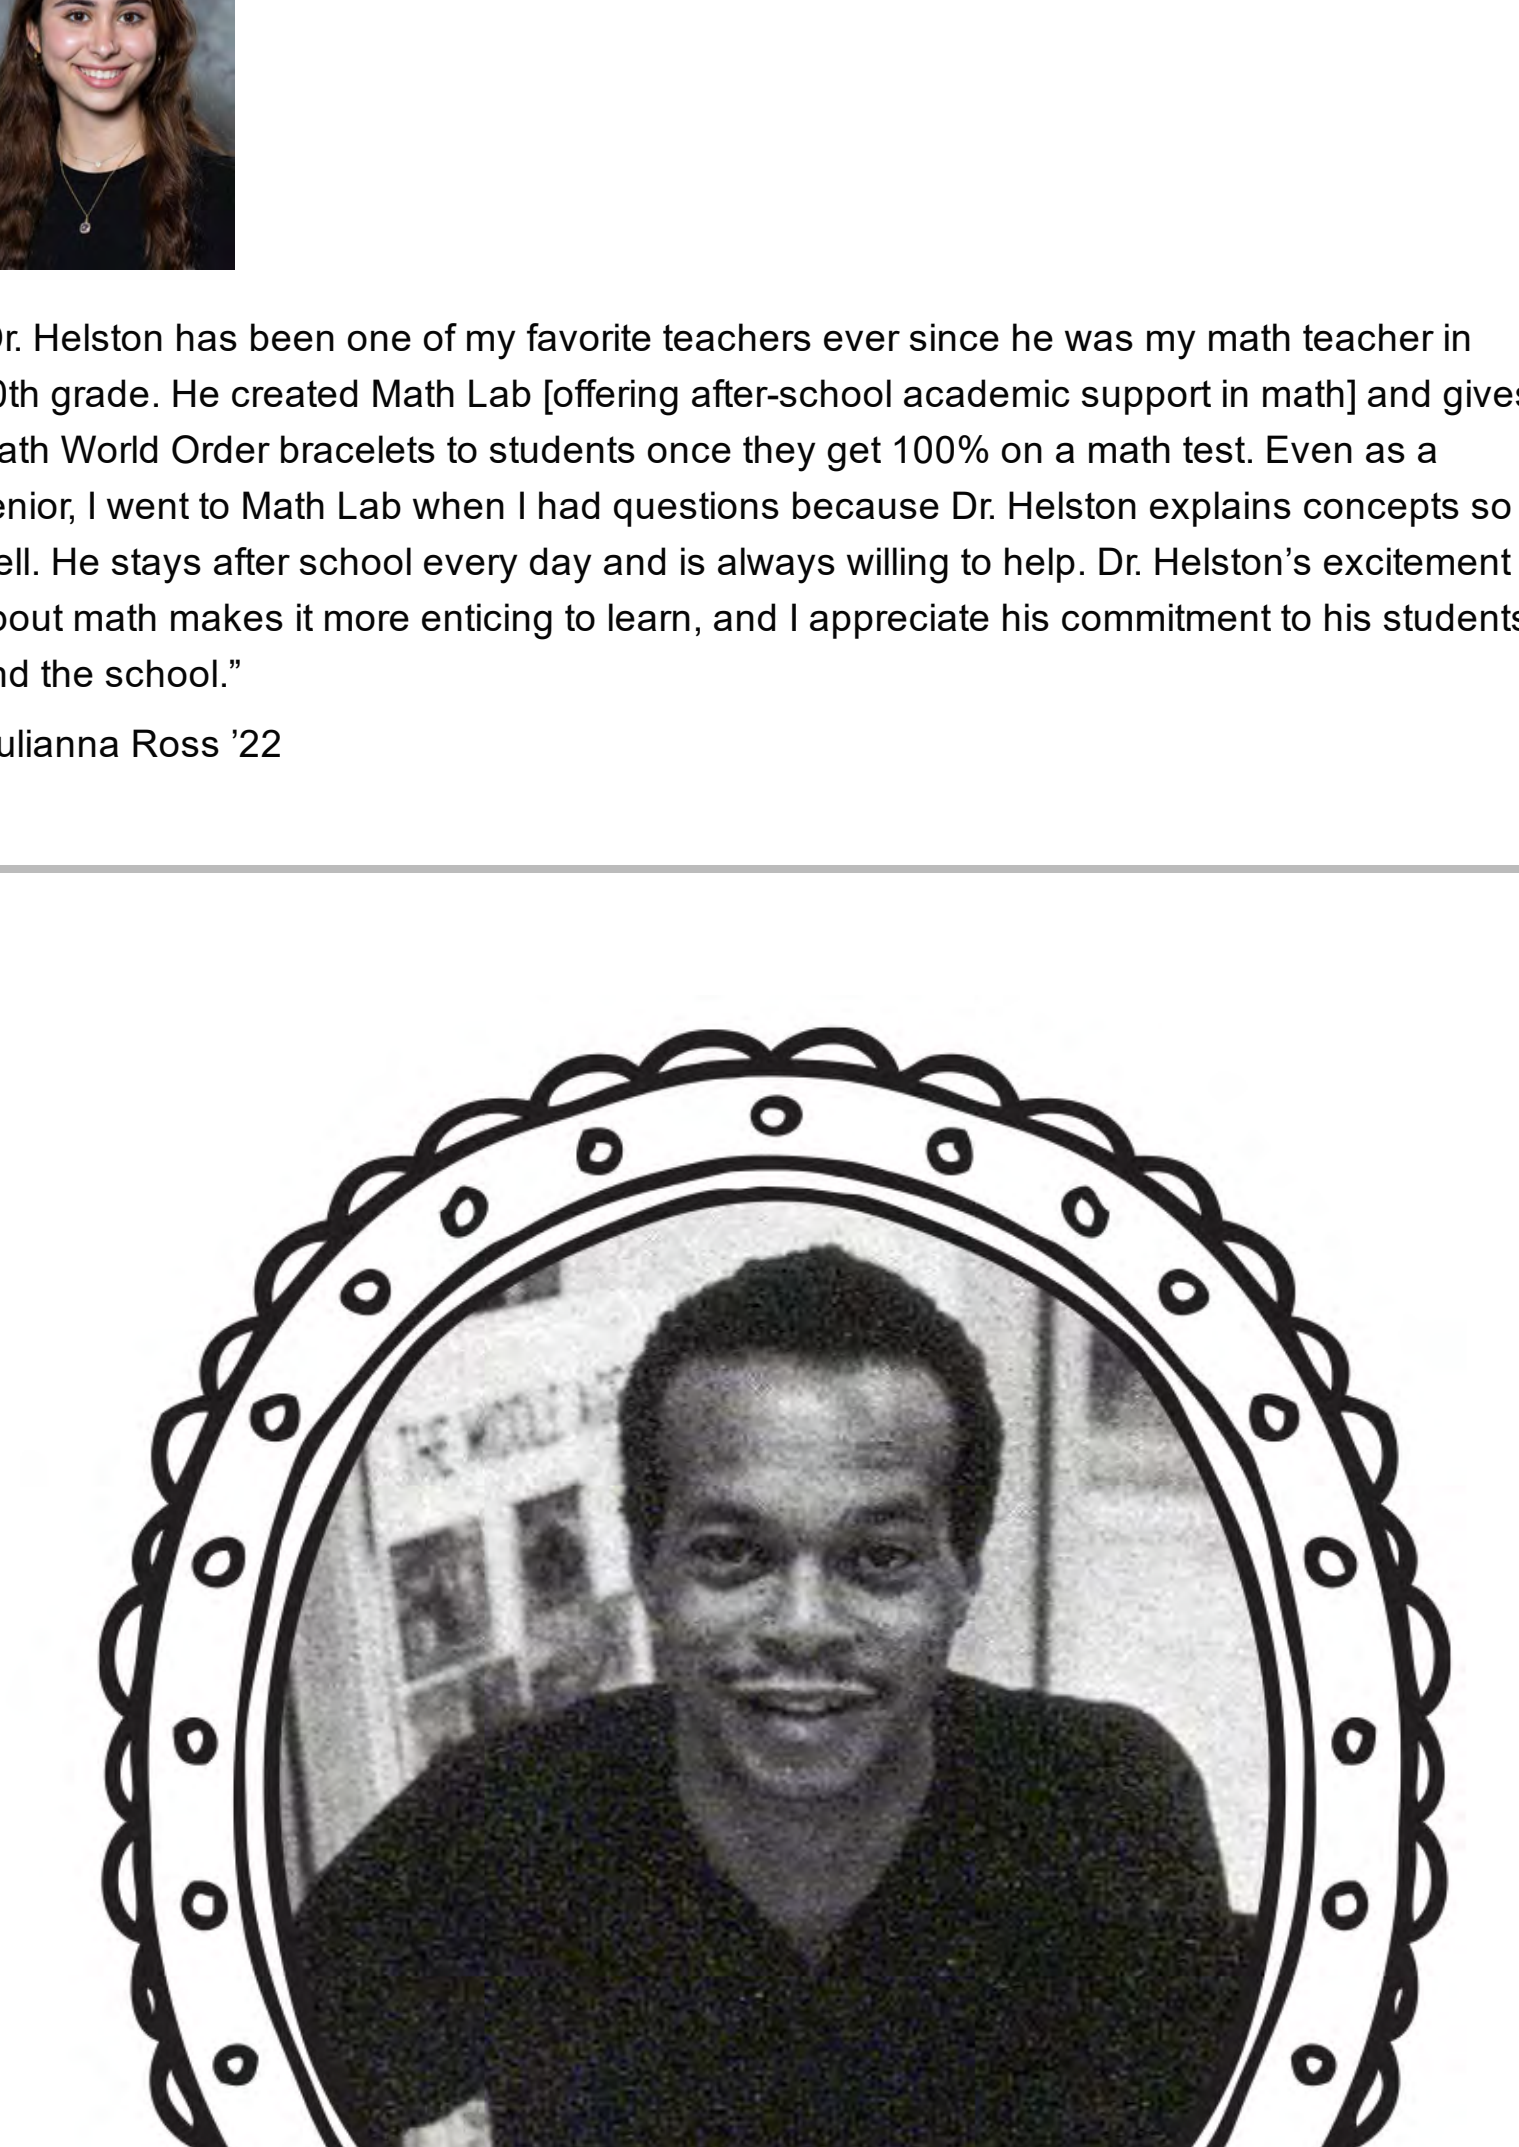 Dr. Helston has been one of my favorite teachers ever since he was my math teacher in
0th grade. He created Math Lab [offering after-school academic support in math] and gives
ath World Order bracelets to students once they get 100% on a math test. Even as a
enior, I went to Math Lab when I had questions because Dr. Helston explains concepts so
ell. He stays after school every day and is always willing to help. Dr. Helston’s excitement
bout math makes it more enticing to learn, and I appreciate his commitment to his students
nd the school.”
ulianna Ross ’22
THE